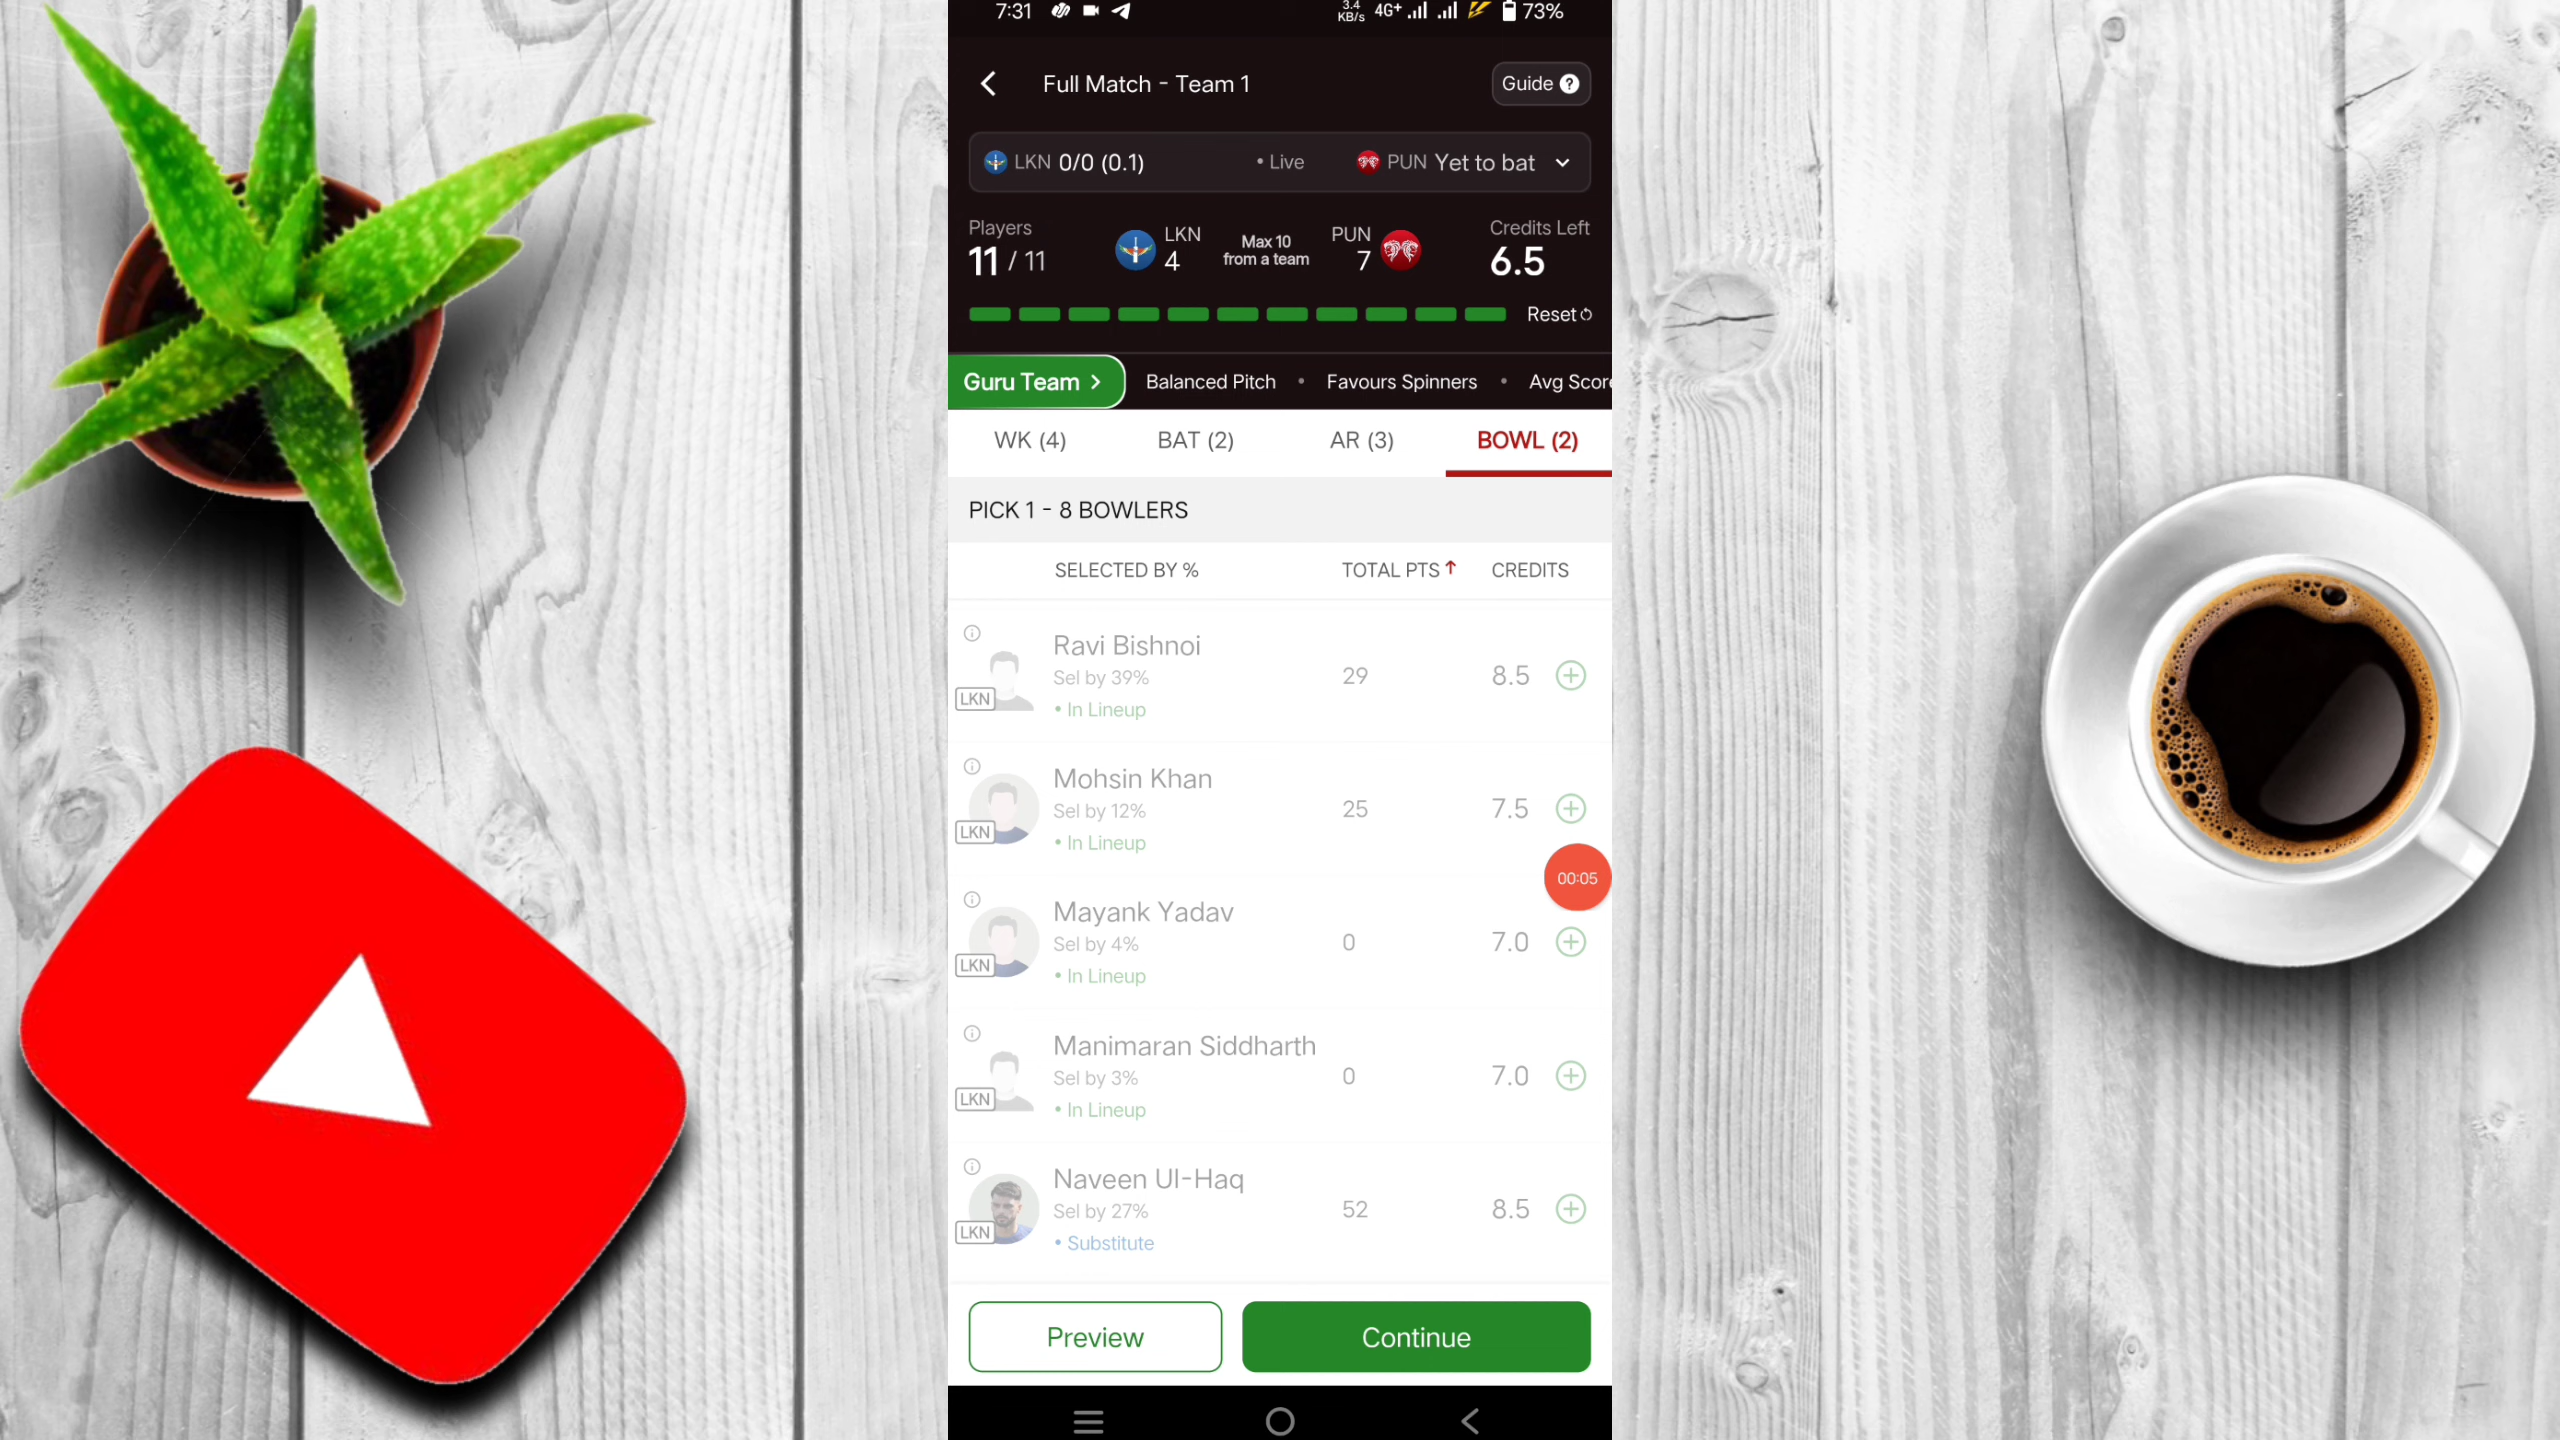 7:31 3.4 KB/s 4G+ 73%
Full Match - Team 1 Guide ?
LKN 0/0 (0.1) • Live PUN Yet to bat
Players LKN Max 10 PUN Credits Left
11 / 11 4 from a team 7 6.5
Reset
Guru Team > Balanced Pitch • Favours Spinners • Avg Score
WK (4) BAT (2) AR (3) BOWL (2)
PICK 1 - 8 BOWLERS
SELECTED BY % TOTAL PTS ↑ CREDITS
Ravi Bishnoi
Sel by 39% 29 8.5
LKN
• In Lineup
Mohsin Khan
Sel by 12% 25 7.5
LKN
• In Lineup
00:05
Mayank Yadav
Sel by 4% 0 7.0
LKN
• In Lineup
Manimaran Siddharth
Sel by 3% 0 7.0
LKN
• In Lineup
Naveen Ul-Haq
Sel by 27% 52 8.5
LKN
• Substitute
Preview Continue